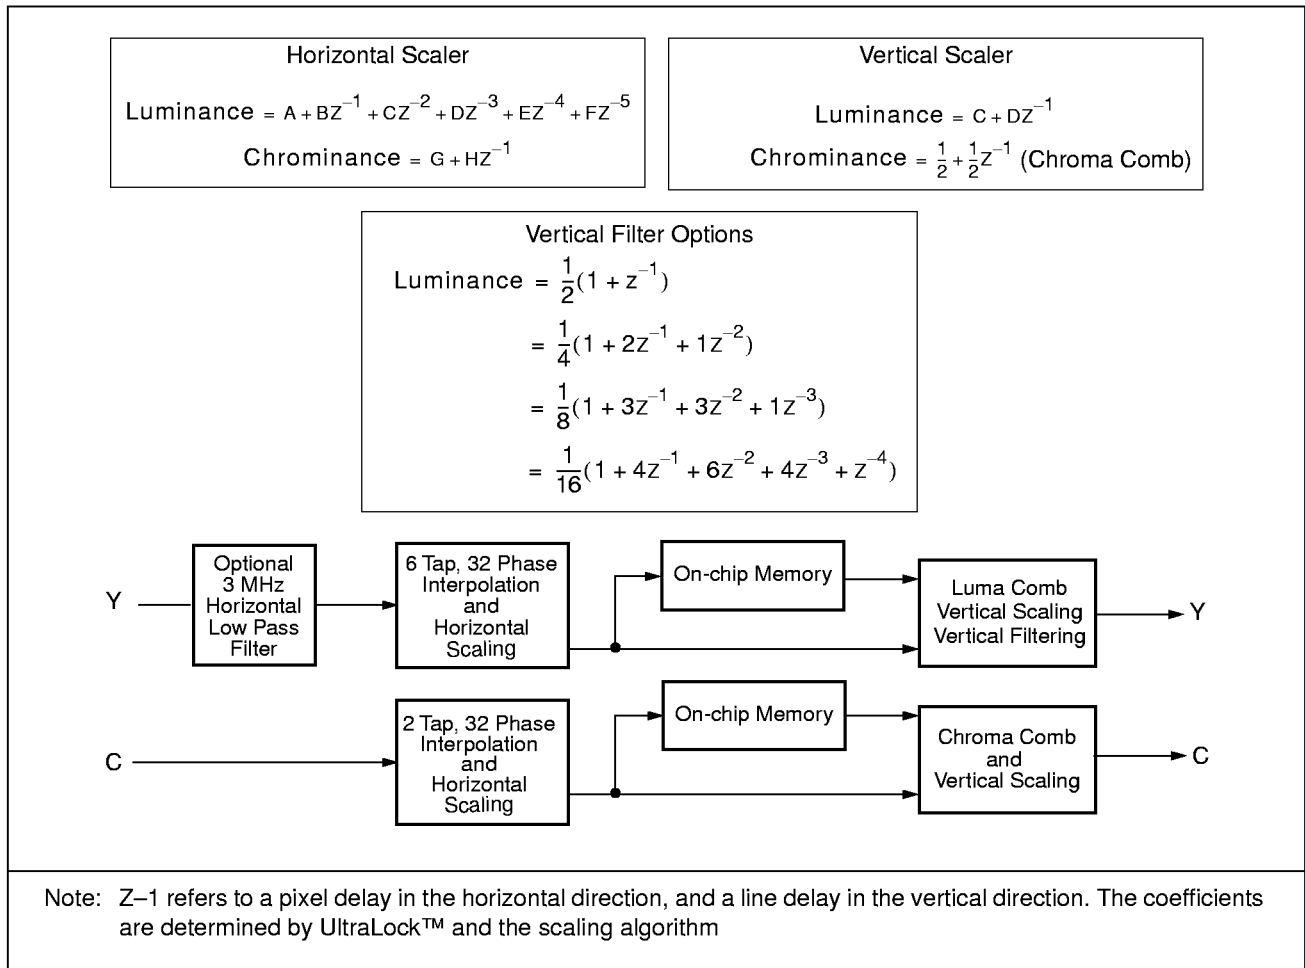 Horizontal Scaler
Luminance = A + BZ⁻¹ + CZ⁻² + DZ⁻³ + EZ⁻⁴ + FZ⁻⁵
Chrominance = G + HZ⁻¹
Vertical Scaler
Luminance = C + DZ⁻¹
Chrominance = 1/2 + 1/2 Z⁻¹ (Chroma Comb)
Vertical Filter Options
Luminance = 1/2 (1 + z⁻¹)
= 1/4 (1 + 2Z⁻¹ + 1Z⁻²)
= 1/8 (1 + 3Z⁻¹ + 3Z⁻² + 1Z⁻³)
= 1/16 (1 + 4Z⁻¹ + 6Z⁻² + 4Z⁻³ + Z⁻⁴)
Y
Optional
3 MHz
Horizontal
Low Pass
Filter
6 Tap, 32 Phase
Interpolation
and
Horizontal
Scaling
On-chip Memory
Luma Comb
Vertical Scaling
Vertical Filtering
Y
C
2 Tap, 32 Phase
Interpolation
and
Horizontal
Scaling
On-chip Memory
Chroma Comb
and
Vertical Scaling
C
Note: Z–1 refers to a pixel delay in the horizontal direction, and a line delay in the vertical direction. The coefficients
are determined by UltraLock™ and the scaling algorithm